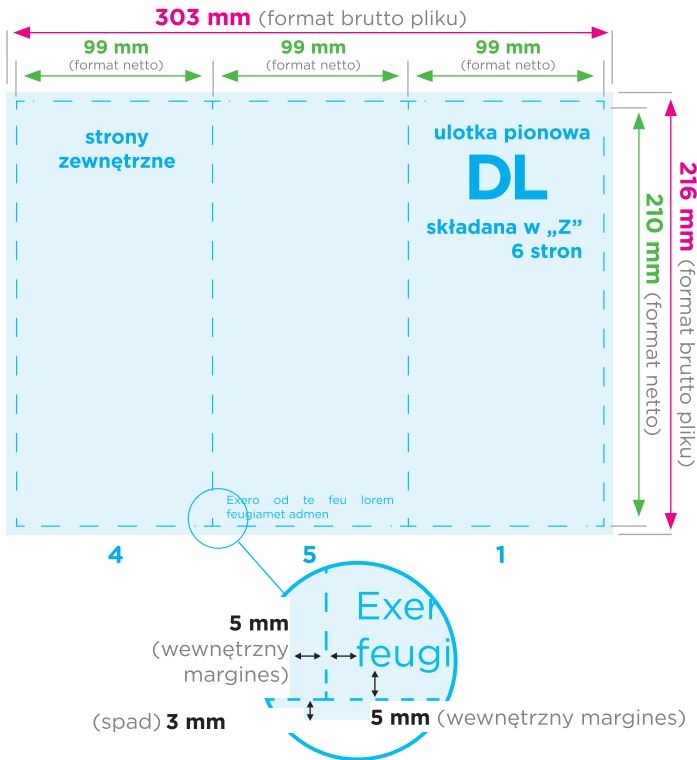 303 mm (format brutto pliku)
99 mm
(format netto)
99 mm
(format netto)
99 mm
(format netto)
strony
zewnętrzne
ulotka pionowa
DL
składana w „Z”
6 stron
210 mm (format netto)
216 mm (format brutto pliku)
Exero od te feu lorem
feugiamet admen
4
5
1
Exer
feugi
5 mm
(wewnętrzny
margines)
(spad) 3 mm
5 mm (wewnętrzny margines)